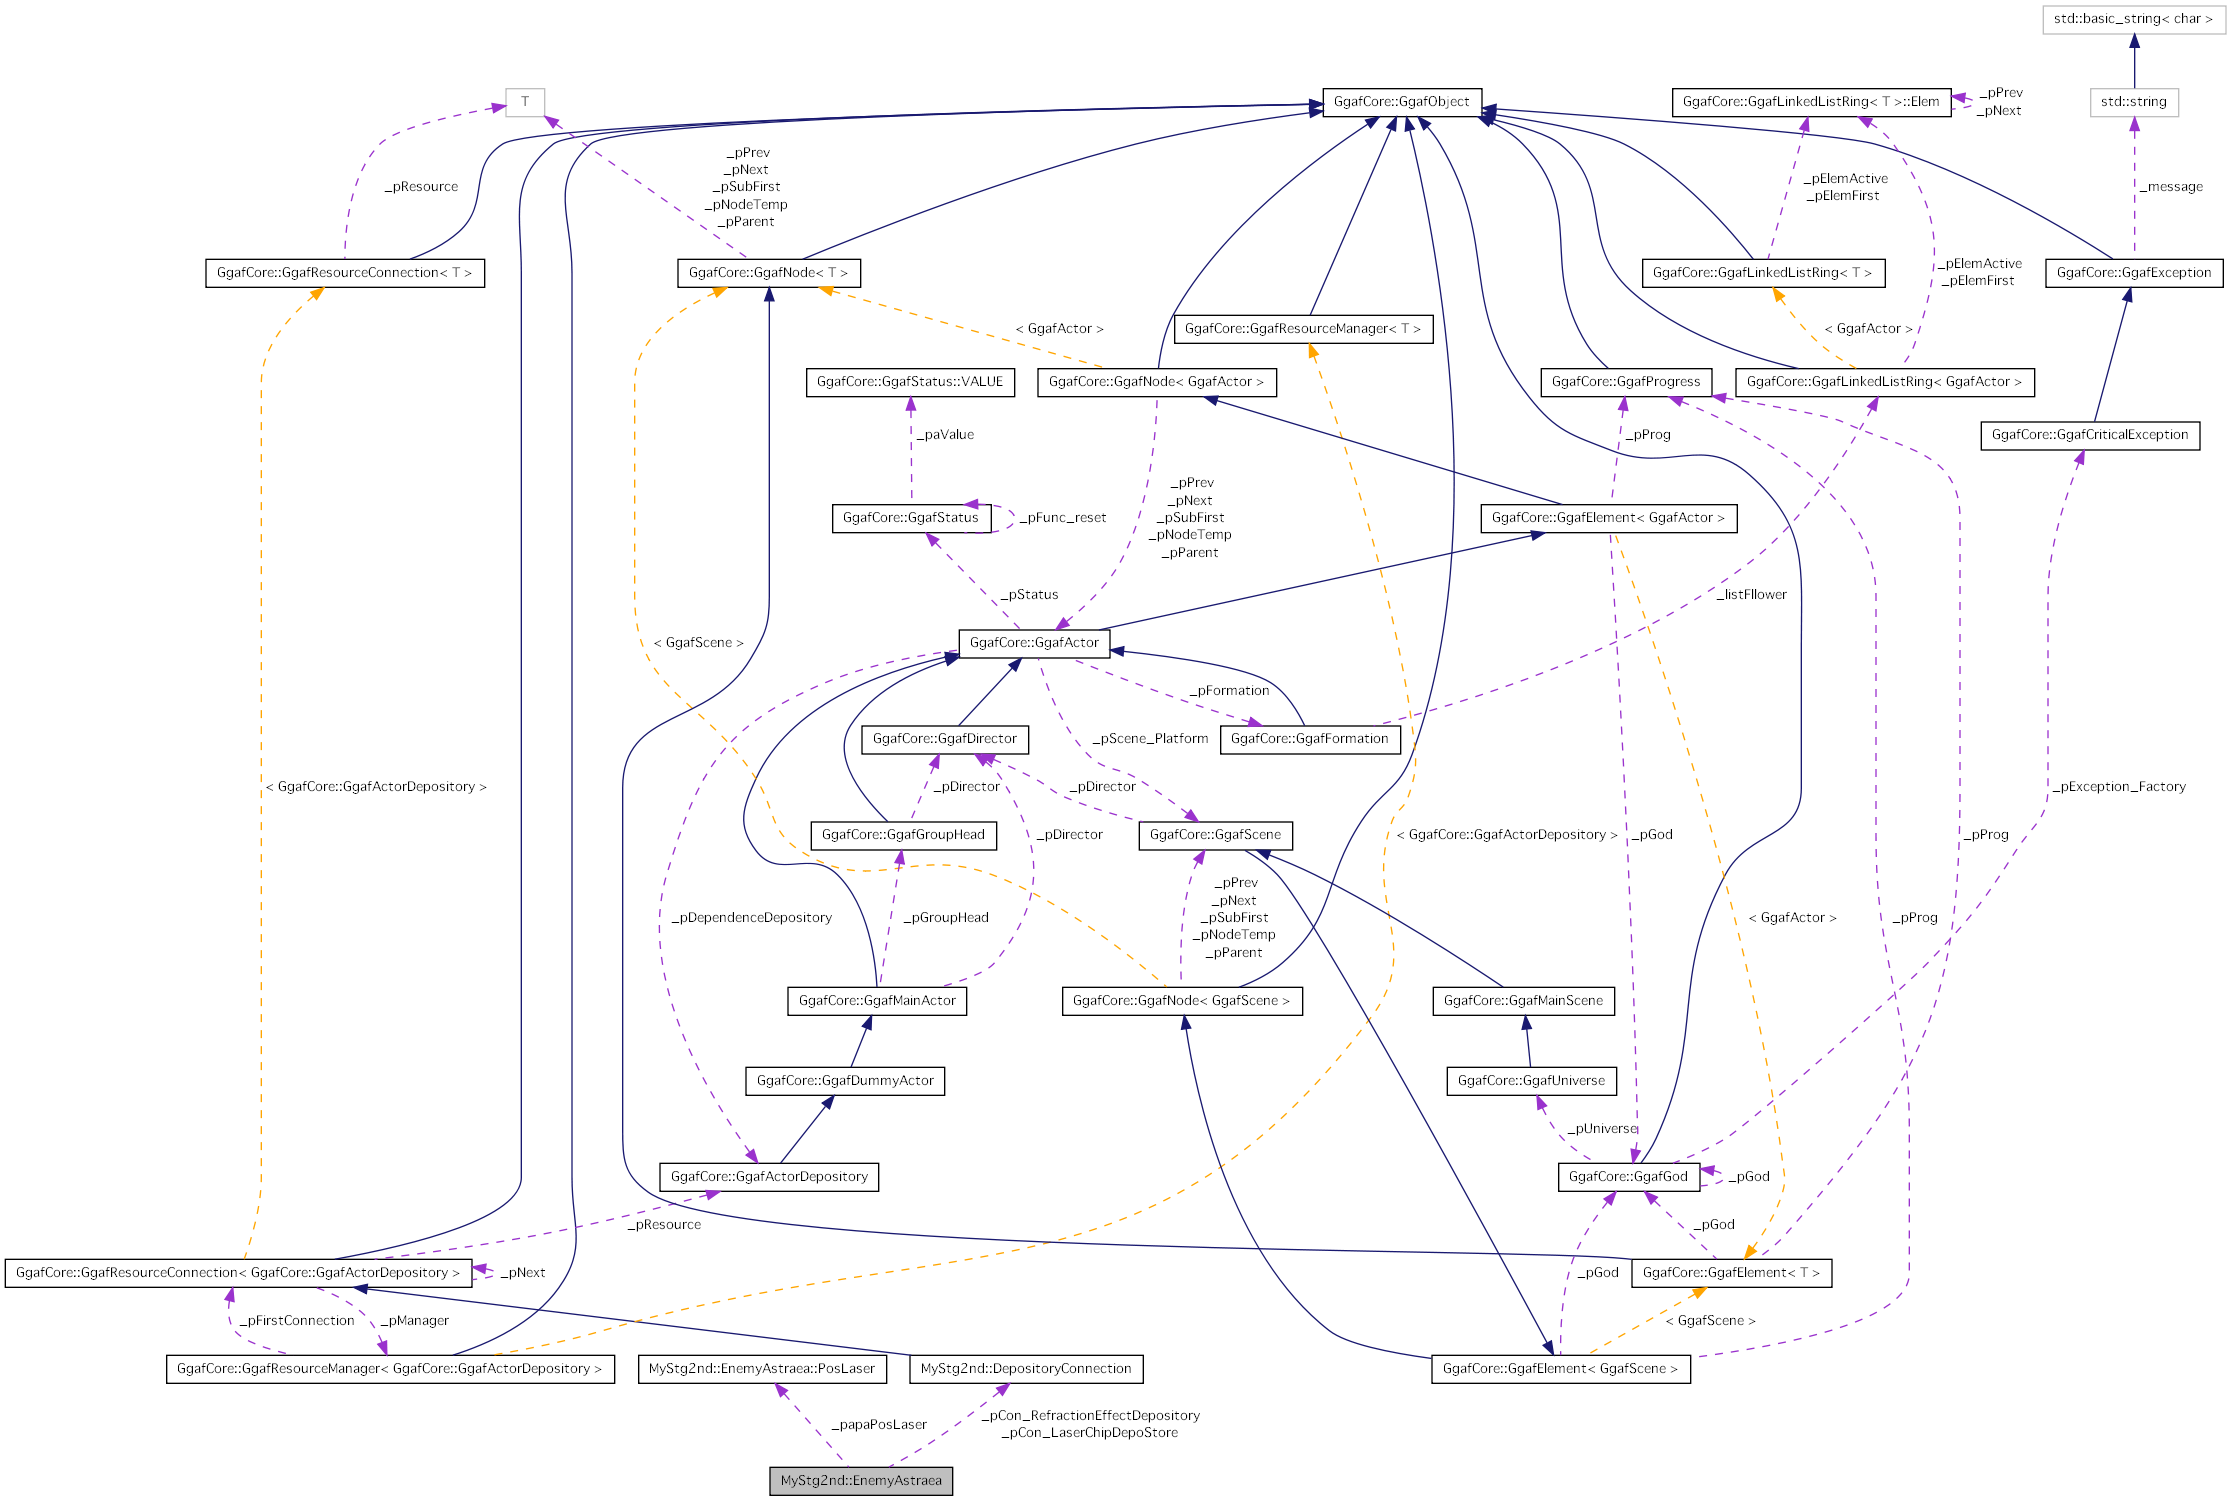 std::basic_string< char >
T
GgafCore::GgafObject
GgafCore::GgafLinkedListRing< T >::Elem
_pPrev
_pNext
std::string
_pResource
_pPrev
_pNext
_pSubFirst
_pNodeTemp
_pParent
_pElemActive
_pElemFirst
_message
GgafCore::GgafResourceConnection< T >
GgafCore::GgafNode< T >
GgafCore::GgafLinkedListRing< T >
_pElemActive
_pElemFirst
GgafCore::GgafException
< GgafActor >
GgafCore::GgafResourceManager< T >
< GgafActor >
GgafCore::GgafStatus::VALUE
GgafCore::GgafNode< GgafActor >
GgafCore::GgafProgress
GgafCore::GgafLinkedListRing< GgafActor >
_paValue
_pProg
GgafCore::GgafCriticalException
_pPrev
_pNext
_pSubFirst
_pNodeTemp
_pParent
GgafCore::GgafStatus
_pFunc_reset
GgafCore::GgafElement< GgafActor >
_pStatus
_listFllower
< GgafScene >
GgafCore::GgafActor
_pFormation
GgafCore::GgafDirector
_pScene_Platform
GgafCore::GgafFormation
< GgafCore::GgafActorDepository >
_pDirector
_pDirector
_pException_Factory
GgafCore::GgafGroupHead
_pDirector
GgafCore::GgafScene
< GgafCore::GgafActorDepository >
_pGod
_pProg
_pDependenceDepository
_pGroupHead
_pPrev
_pNext
_pSubFirst
_pNodeTemp
_pParent
< GgafActor >
_pProg
GgafCore::GgafMainActor
GgafCore::GgafNode< GgafScene >
GgafCore::GgafMainScene
GgafCore::GgafDummyActor
GgafCore::GgafUniverse
_pUniverse
GgafCore::GgafActorDepository
GgafCore::GgafGod
_pGod
_pResource
_pGod
GgafCore::GgafResourceConnection< GgafCore::GgafActorDepository >
_pNext
_pGod
GgafCore::GgafElement< T >
_pFirstConnection
_pManager
< GgafScene >
GgafCore::GgafResourceManager< GgafCore::GgafActorDepository >
MyStg2nd::EnemyAstraea::PosLaser
MyStg2nd::DepositoryConnection
GgafCore::GgafElement< GgafScene >
_papaPosLaser
_pCon_RefractionEffectDepository
_pCon_LaserChipDepoStore
MyStg2nd::EnemyAstraea